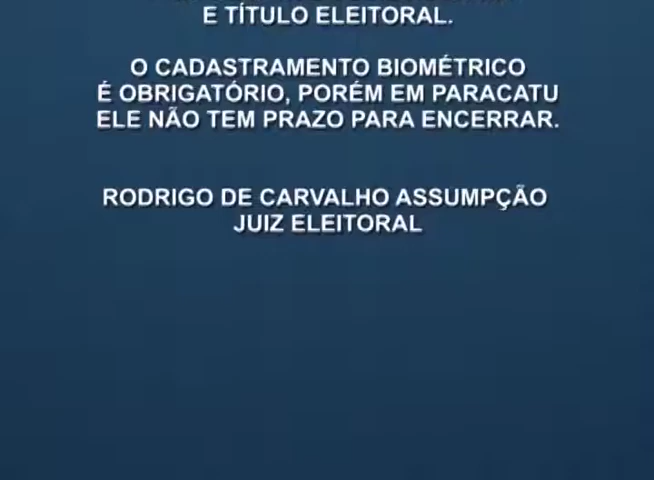 E TÍTULO ELEITORAL.
O CADASTRAMENTO BIOMÉTRICO
É OBRIGATÓRIO, PORÉM EM PARACATU
ELE NÃO TEM PRAZO PARA ENCERRAR.
RODRIGO DE CARVALHO ASSUMPÇÃO
JUIZ ELEITORAL